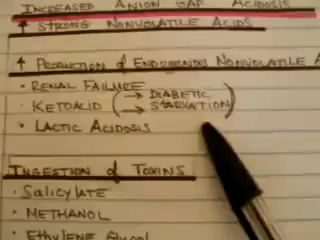 INCREASED ANION GAP ACIDOSIS
↑ STRONG NONVOLATILE ACIDS
↑ PRODUCTION of ENDOGENOUS NONVOLATILE A
• RENAL FAILURE
• KETOACID (→ DIABETIC
→ STARVATION)
• LACTIC ACIDOSIS
INGESTION of TOXINS
• SALICYLATE
• METHANOL
• ETHYLENE GLYCOL